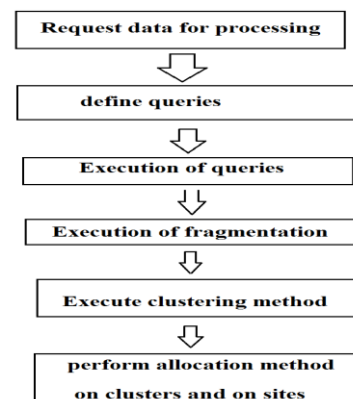 Request data for processing
define queries
Execution of queries
Execution of fragmentation
Execute clustering method
perform allocation method
on clusters and on sites